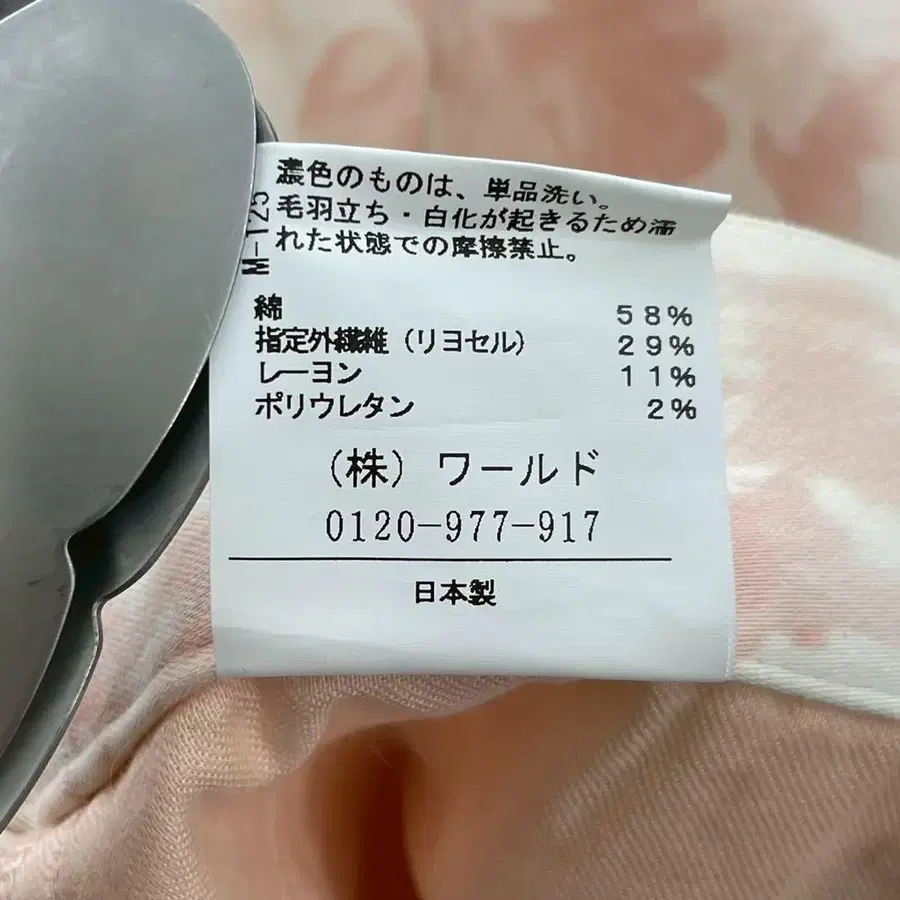 濃色のものは、単品洗い。
毛羽立ち・白化が起きるため濡
れた状態での摩擦禁止。
M-125
綿 58%
指定外繊維（リヨセル） 29%
レーヨン 11%
ポリウレタン 2%
（株）ワールド
0120-977-917
日本製